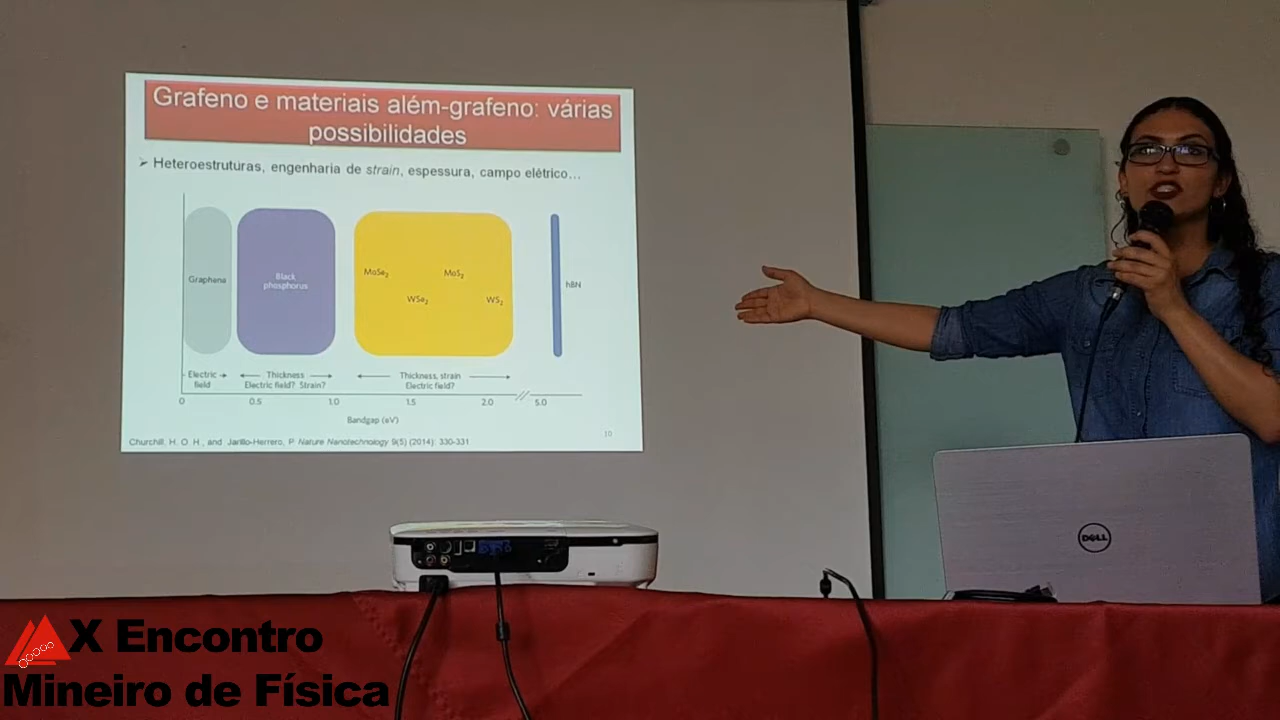 Grafeno e materiais além-grafeno: várias
possibilidades
➢ Heteroestruturas, engenharia de strain, espessura, campo elétrico...
Graphene
Black
phosphorus
MoSe2
MoS2
WSe2
WS2
hBN
Electric
field
Thickness
Electric field? Strain?
Thickness, strain
Electric field?
0 0.5 1.0 1.5 2.0 5.0
Bandgap (eV)
Churchill, H. O. H., and Jarillo-Herrero, P. Nature Nanotechnology 9(5) (2014): 330-331
10
DELL
X Encontro
Mineiro de Física